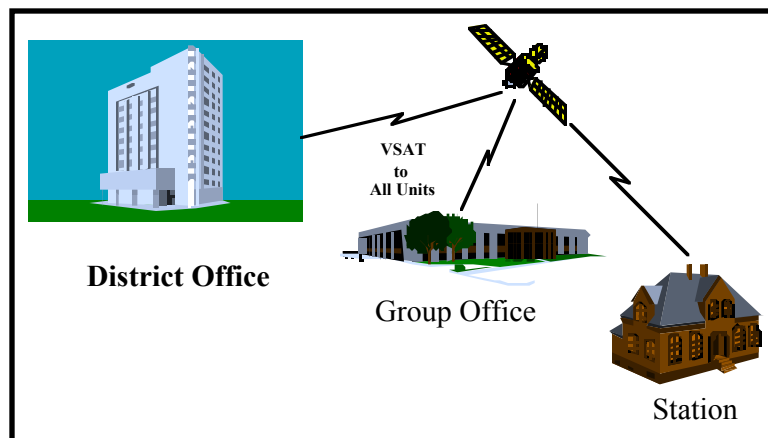 VSAT
to
All Units
District Office
Group Office
Station